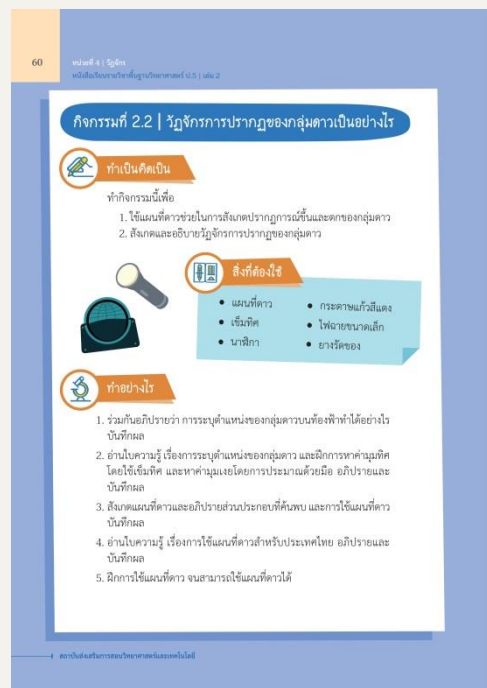 60
หน่วยที่ 4 | วัฏจักร
หนังสือเรียนรายวิชาพื้นฐานวิทยาศาสตร์ ป.5 | เล่ม 2
กิจกรรมที่ 2.2 | วัฏจักรการปรากฏของกลุ่มดาวเป็นอย่างไร
ทำเป็นคิดเป็น
ทำกิจกรรมนี้เพื่อ
1. ใช้แผนที่ดาวช่วยในการสังเกตปรากฏการณ์ขึ้นและตกของกลุ่มดาว
2. สังเกตและอธิบายวัฏจักรการปรากฏของกลุ่มดาว
สิ่งที่ต้องใช้
• แผนที่ดาว
• เข็มทิศ
• นาฬิกา
• กระดาษแก้วสีแดง
• ไฟฉายขนาดเล็ก
• ยางรัดของ
ทำอย่างไร
1. ร่วมกันอภิปรายว่า การระบุตำแหน่งของกลุ่มดาวบนท้องฟ้าทำได้อย่างไร
บันทึกผล
2. อ่านใบความรู้ เรื่องการระบุตำแหน่งของกลุ่มดาว และฝึกการหาค่ามุมทิศ
โดยใช้เข็มทิศ และหาค่ามุมเงยโดยการประมาณด้วยมือ อภิปรายและ
บันทึกผล
3. สังเกตแผนที่ดาวและอภิปรายส่วนประกอบที่ค้นพบ และการใช้แผนที่ดาว
บันทึกผล
4. อ่านใบความรู้ เรื่องการใช้แผนที่ดาวสำหรับประเทศไทย อภิปรายและ
บันทึกผล
5. ฝึกการใช้แผนที่ดาว จนสามารถใช้แผนที่ดาวได้
สถาบันส่งเสริมการสอนวิทยาศาสตร์และเทคโนโลยี